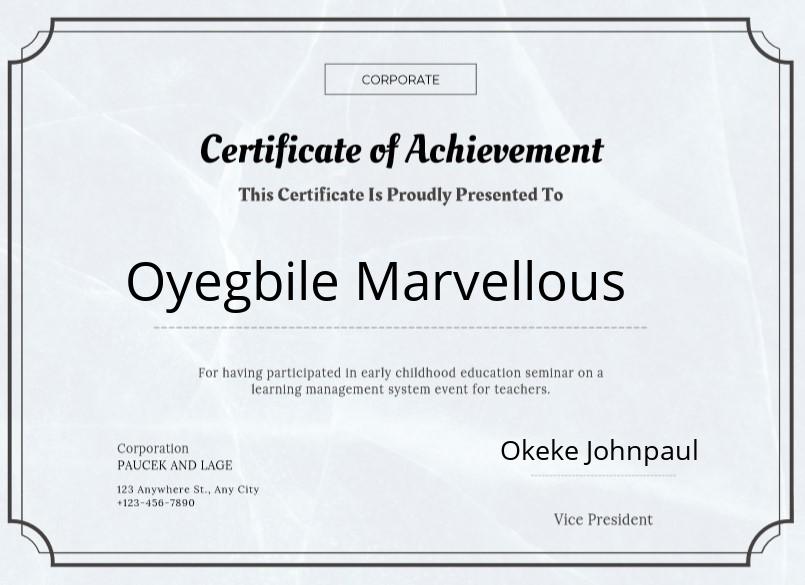 CORPORATE
Certificate of Achievement
This Certificate Is Proudly Presented To
Oyegbile Marvellous
For having participated in early childhood education seminar on a
learning management system event for teachers.
Corporation
PAUCEK AND LAGE
123 Anywhere St., Any City
+123-456-7890
Okeke Johnpaul
Vice President